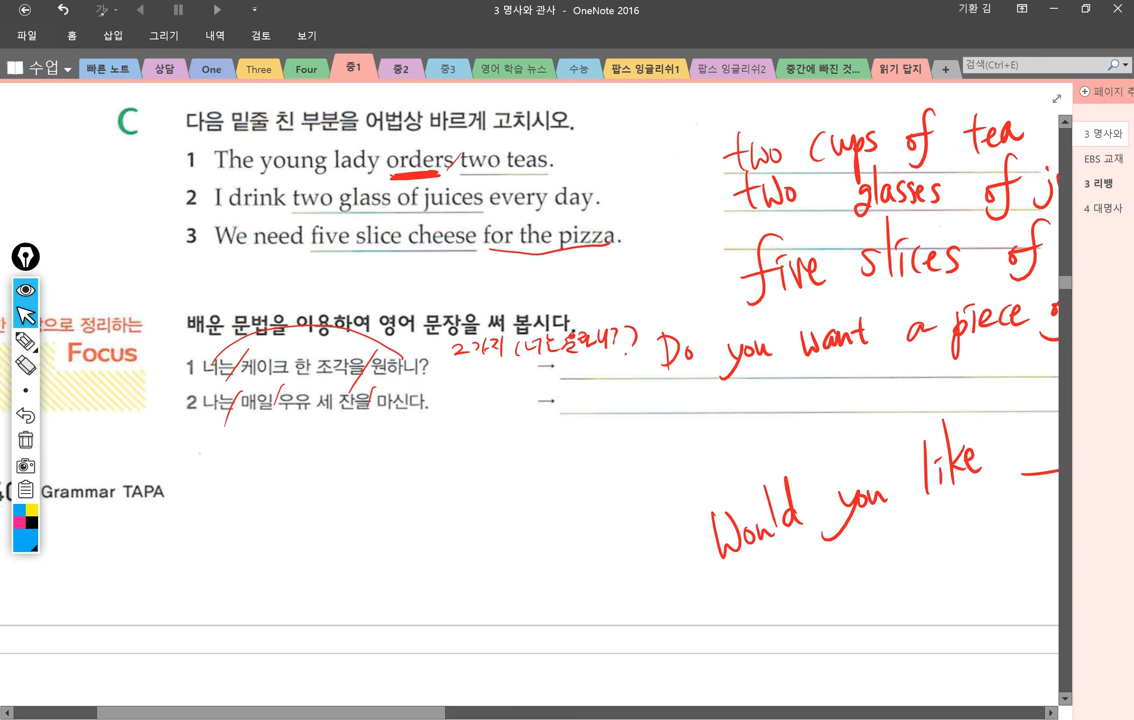 3 명사와 관사 - OneNote 2016
기환 김
파일 홈 삽입 그리기 내역 검토 보기
수업 빠른 노트 상담 One Three Four 중1 중2 중3 영어 학습 뉴스 수능 팝스 잉글리쉬1 팝스 잉글리쉬2 중간에 빠진 것... 읽기 답지 + 검색(Ctrl+E)
페이지 추
3 명사와
EBS 교재
3 리뱅
4 대명사
C 다음 밑줄 친 부분을 어법상 바르게 고치시오.
1 The young lady orders two teas.
two cups of tea
2 I drink two glass of juices every day.
two glasses of j
3 We need five slice cheese for the pizza.
five slices of
으로 정리하는
Focus
배운 문법을 이용하여 영어 문장을 써 봅시다.
2가지
1 너는 케이크 한 조각을 원하니? →
Do you want a piece o
2 나는 매일 우유 세 잔을 마신다. →
Would you like
Grammar TAPA